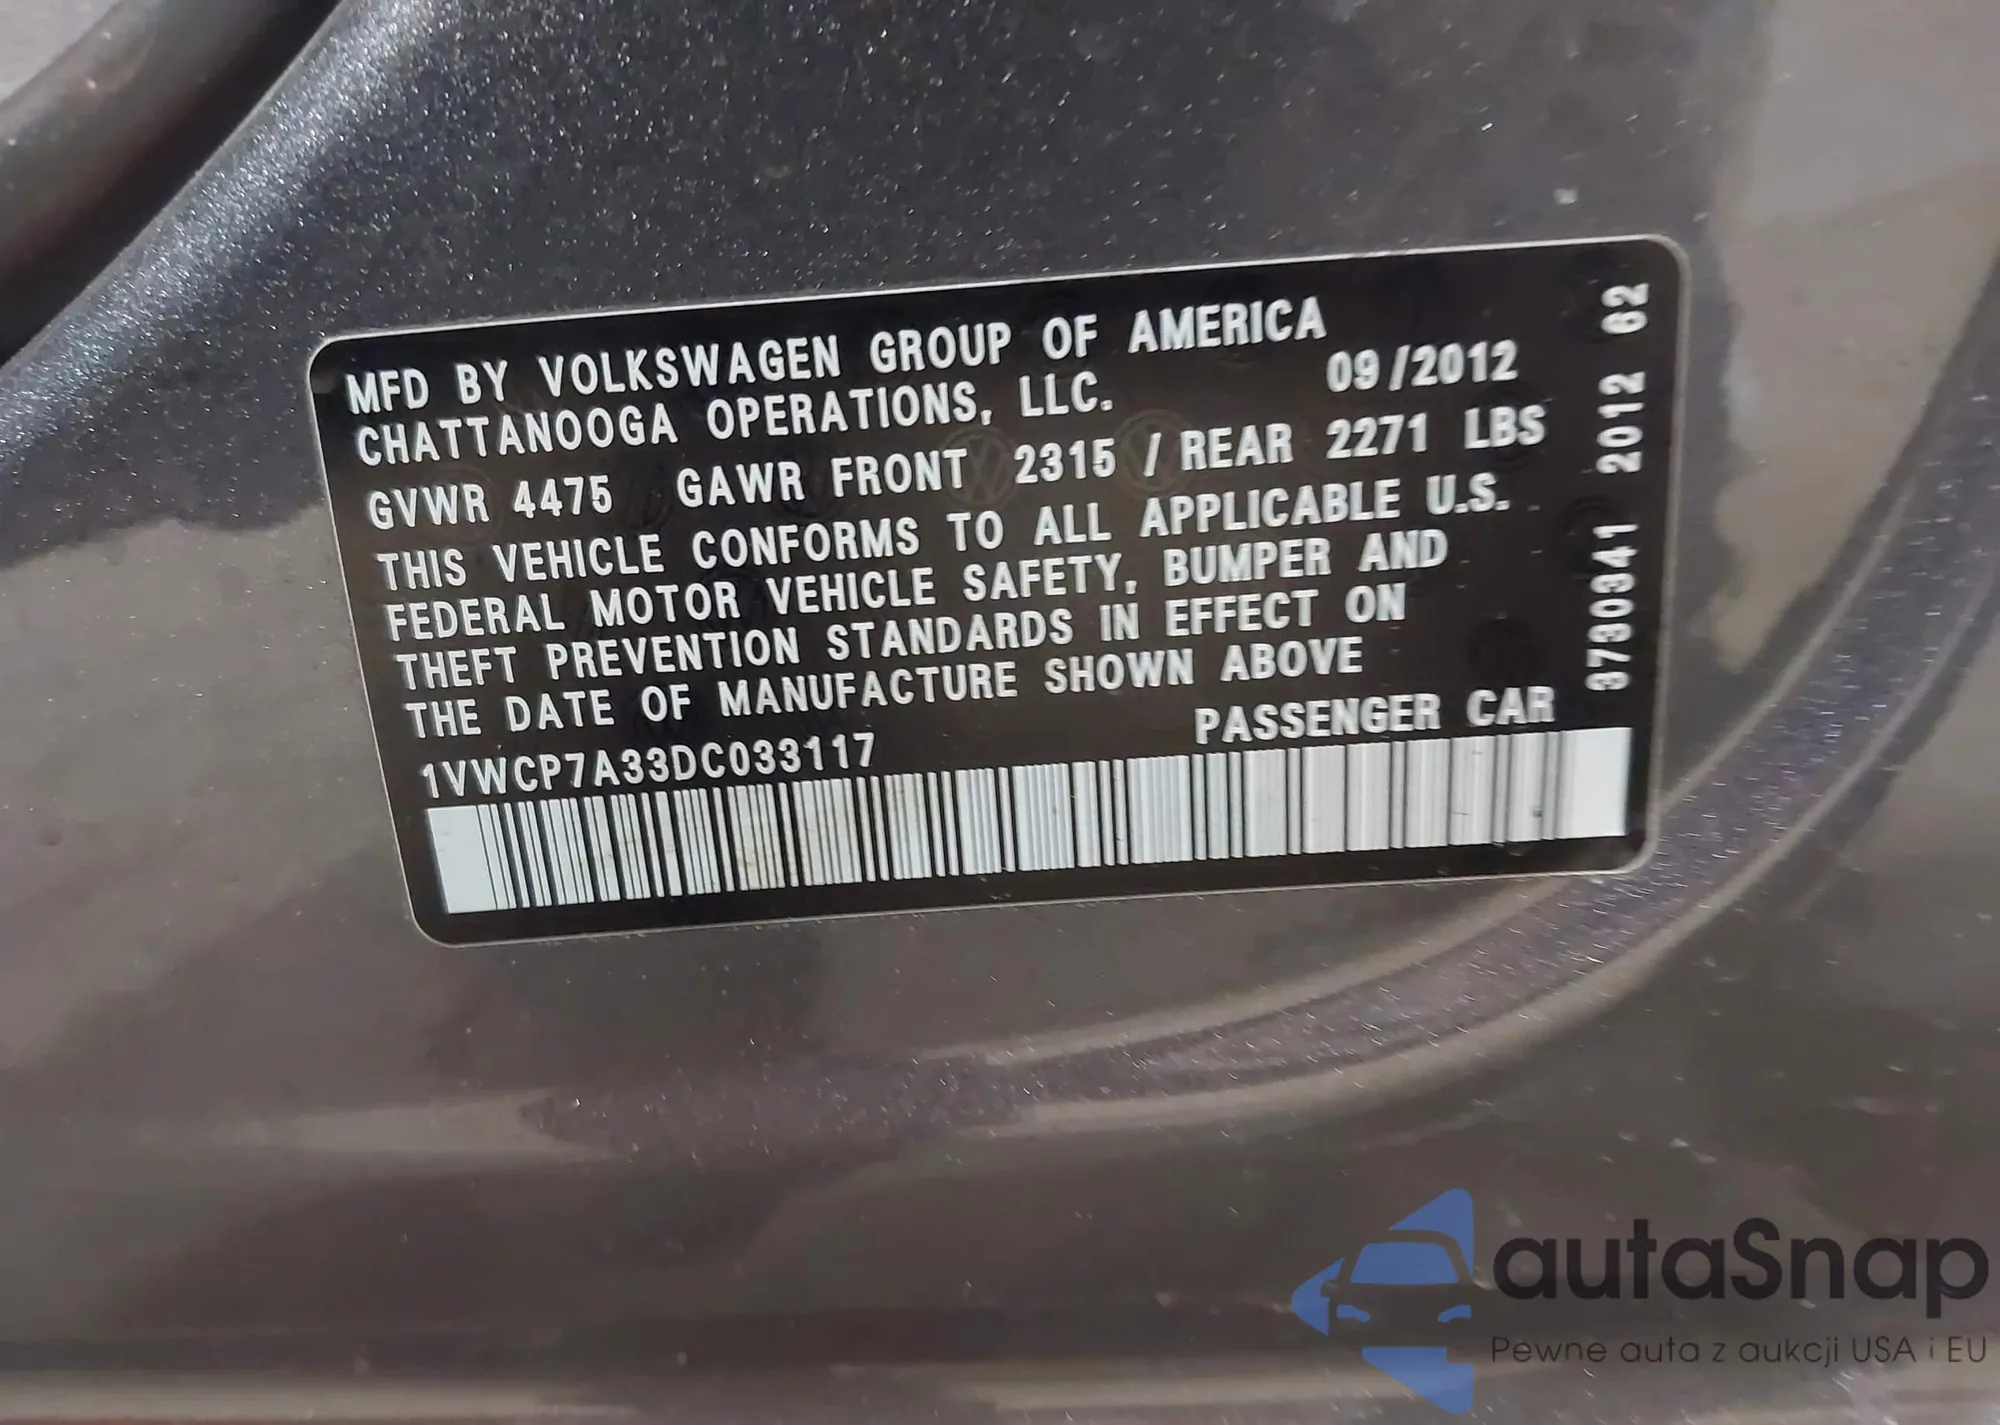 MFD BY VOLKSWAGEN GROUP OF AMERICA
CHATTANOOGA OPERATIONS, LLC. 09/2012
GVWR 4475 GAWR FRONT 2315 / REAR 2271 LBS
THIS VEHICLE CONFORMS TO ALL APPLICABLE U.S.
FEDERAL MOTOR VEHICLE SAFETY, BUMPER AND
THEFT PREVENTION STANDARDS IN EFFECT ON
THE DATE OF MANUFACTURE SHOWN ABOVE
1VWCP7A33DC033117 PASSENGER CAR
3730341 2012 62
autaSnap
Pewne auta z aukcji USA i EU